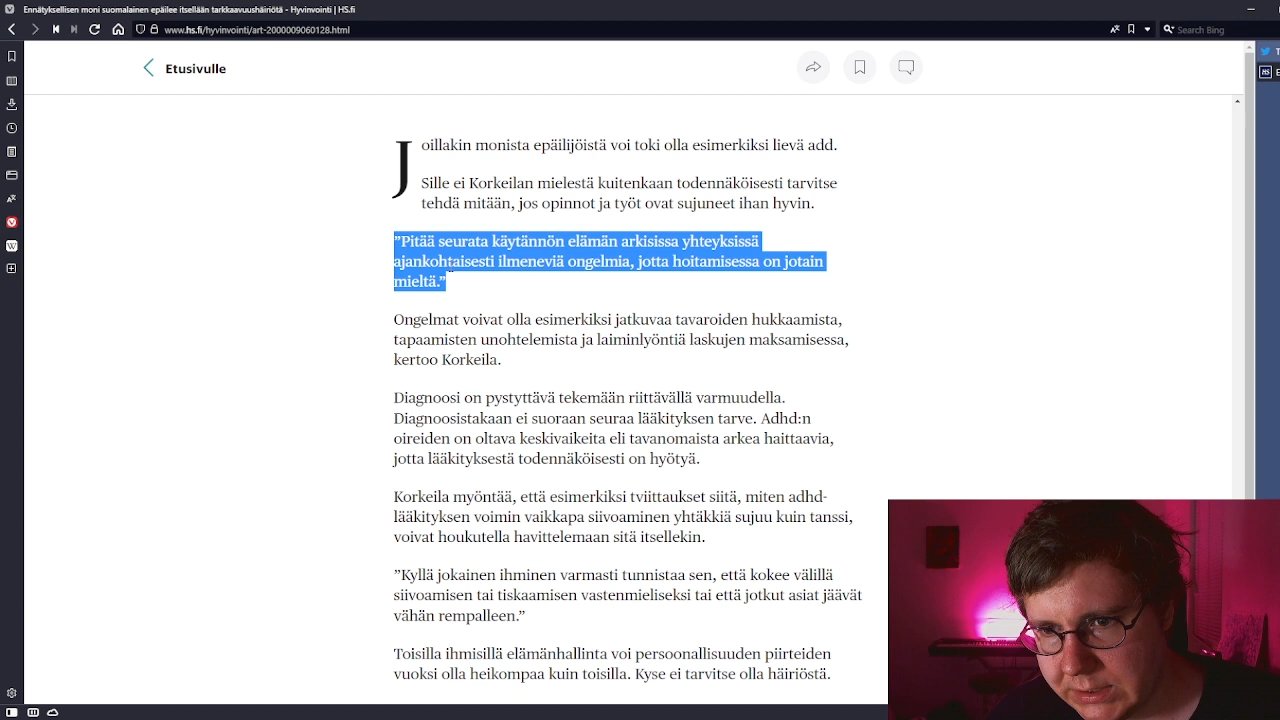 Ennätyksellisen moni suomalainen epäilee itsellään tarkkaavuushäiriötä - Hyvinvointi | HS.fi
www.hs.fi/hyvinvointi/art-2000009060128.html
Search Bing
Etusivulle
Joillakin monista epäilijöistä voi toki olla esimerkiksi lievä add.
Sille ei Korkeilan mielestä kuitenkaan todennäköisesti tarvitse
tehdä mitään, jos opinnot ja työt ovat sujuneet ihan hyvin.
”Pitää seurata käytännön elämän arkisissa yhteyksissä
ajankohtaisesti ilmeneviä ongelmia, jotta hoitamisessa on jotain
mieltä.”
Ongelmat voivat olla esimerkiksi jatkuvaa tavaroiden hukkaamista,
tapaamisten unohtelemista ja laiminlyöntiä laskujen maksamisessa,
kertoo Korkeila.
Diagnoosi on pystyttävä tekemään riittävällä varmuudella.
Diagnoosistakaan ei suoraan seuraa lääkityksen tarve. Adhd:n
oireiden on oltava keskivaikeita eli tavanomaista arkea haittaavia,
jotta lääkityksestä todennäköisesti on hyötyä.
Korkeila myöntää, että esimerkiksi tviittaukset siitä, miten adhd-
lääkityksen voimin vaikkapa siivoaminen yhtäkkiä sujuu kuin tanssi,
voivat houkutella havittelemaan sitä itsellekin.
”Kyllä jokainen ihminen varmasti tunnistaa sen, että kokee välillä
siivoamisen tai tiskaamisen vastenmieliseksi tai että jotkut asiat jäävät
vähän rempalleen.”
Toisilla ihmisillä elämänhallinta voi persoonallisuuden piirteiden
vuoksi olla heikompaa kuin toisilla. Kyse ei tarvitse olla häiriöstä.